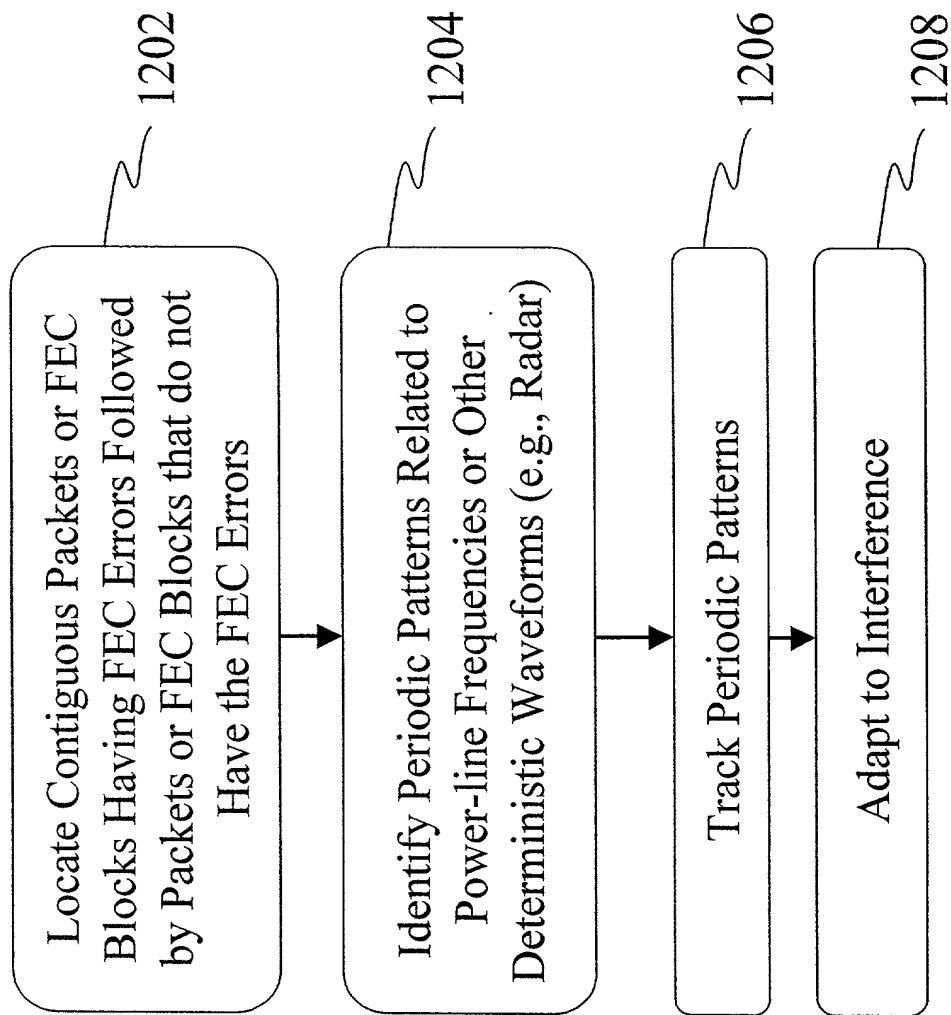 Locate Contiguous Packets or FEC
Blocks Having FEC Errors Followed
by Packets or FEC Blocks that do not
Have the FEC Errors
1202
Identify Periodic Patterns Related to
Power-line Frequencies or Other
Deterministic Waveforms (e.g., Radar)
1204
Track Periodic Patterns
1206
Adapt to Interference
1208